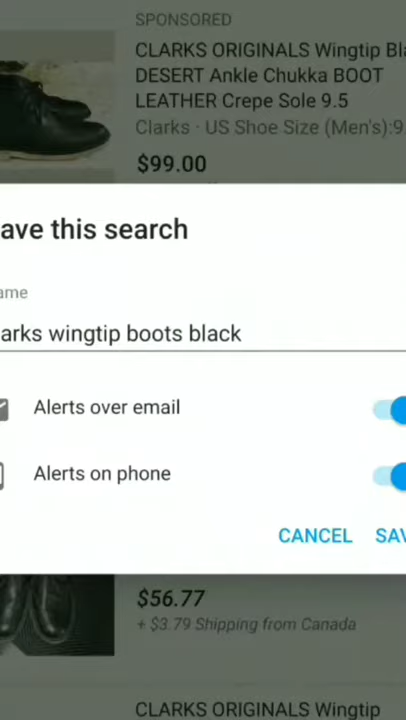 SPONSORED
CLARKS ORIGINALS Wingtip Bla
DESERT Ankle Chukka BOOT
LEATHER Crepe Sole 9.5
Clarks · US Shoe Size (Men's):9
$99.00
ave this search
ame
arks wingtip boots black
Alerts over email
Alerts on phone
CANCEL SAV
$56.77
+ $3.79 Shipping from Canada
CLARKS ORIGINALS Wingtip